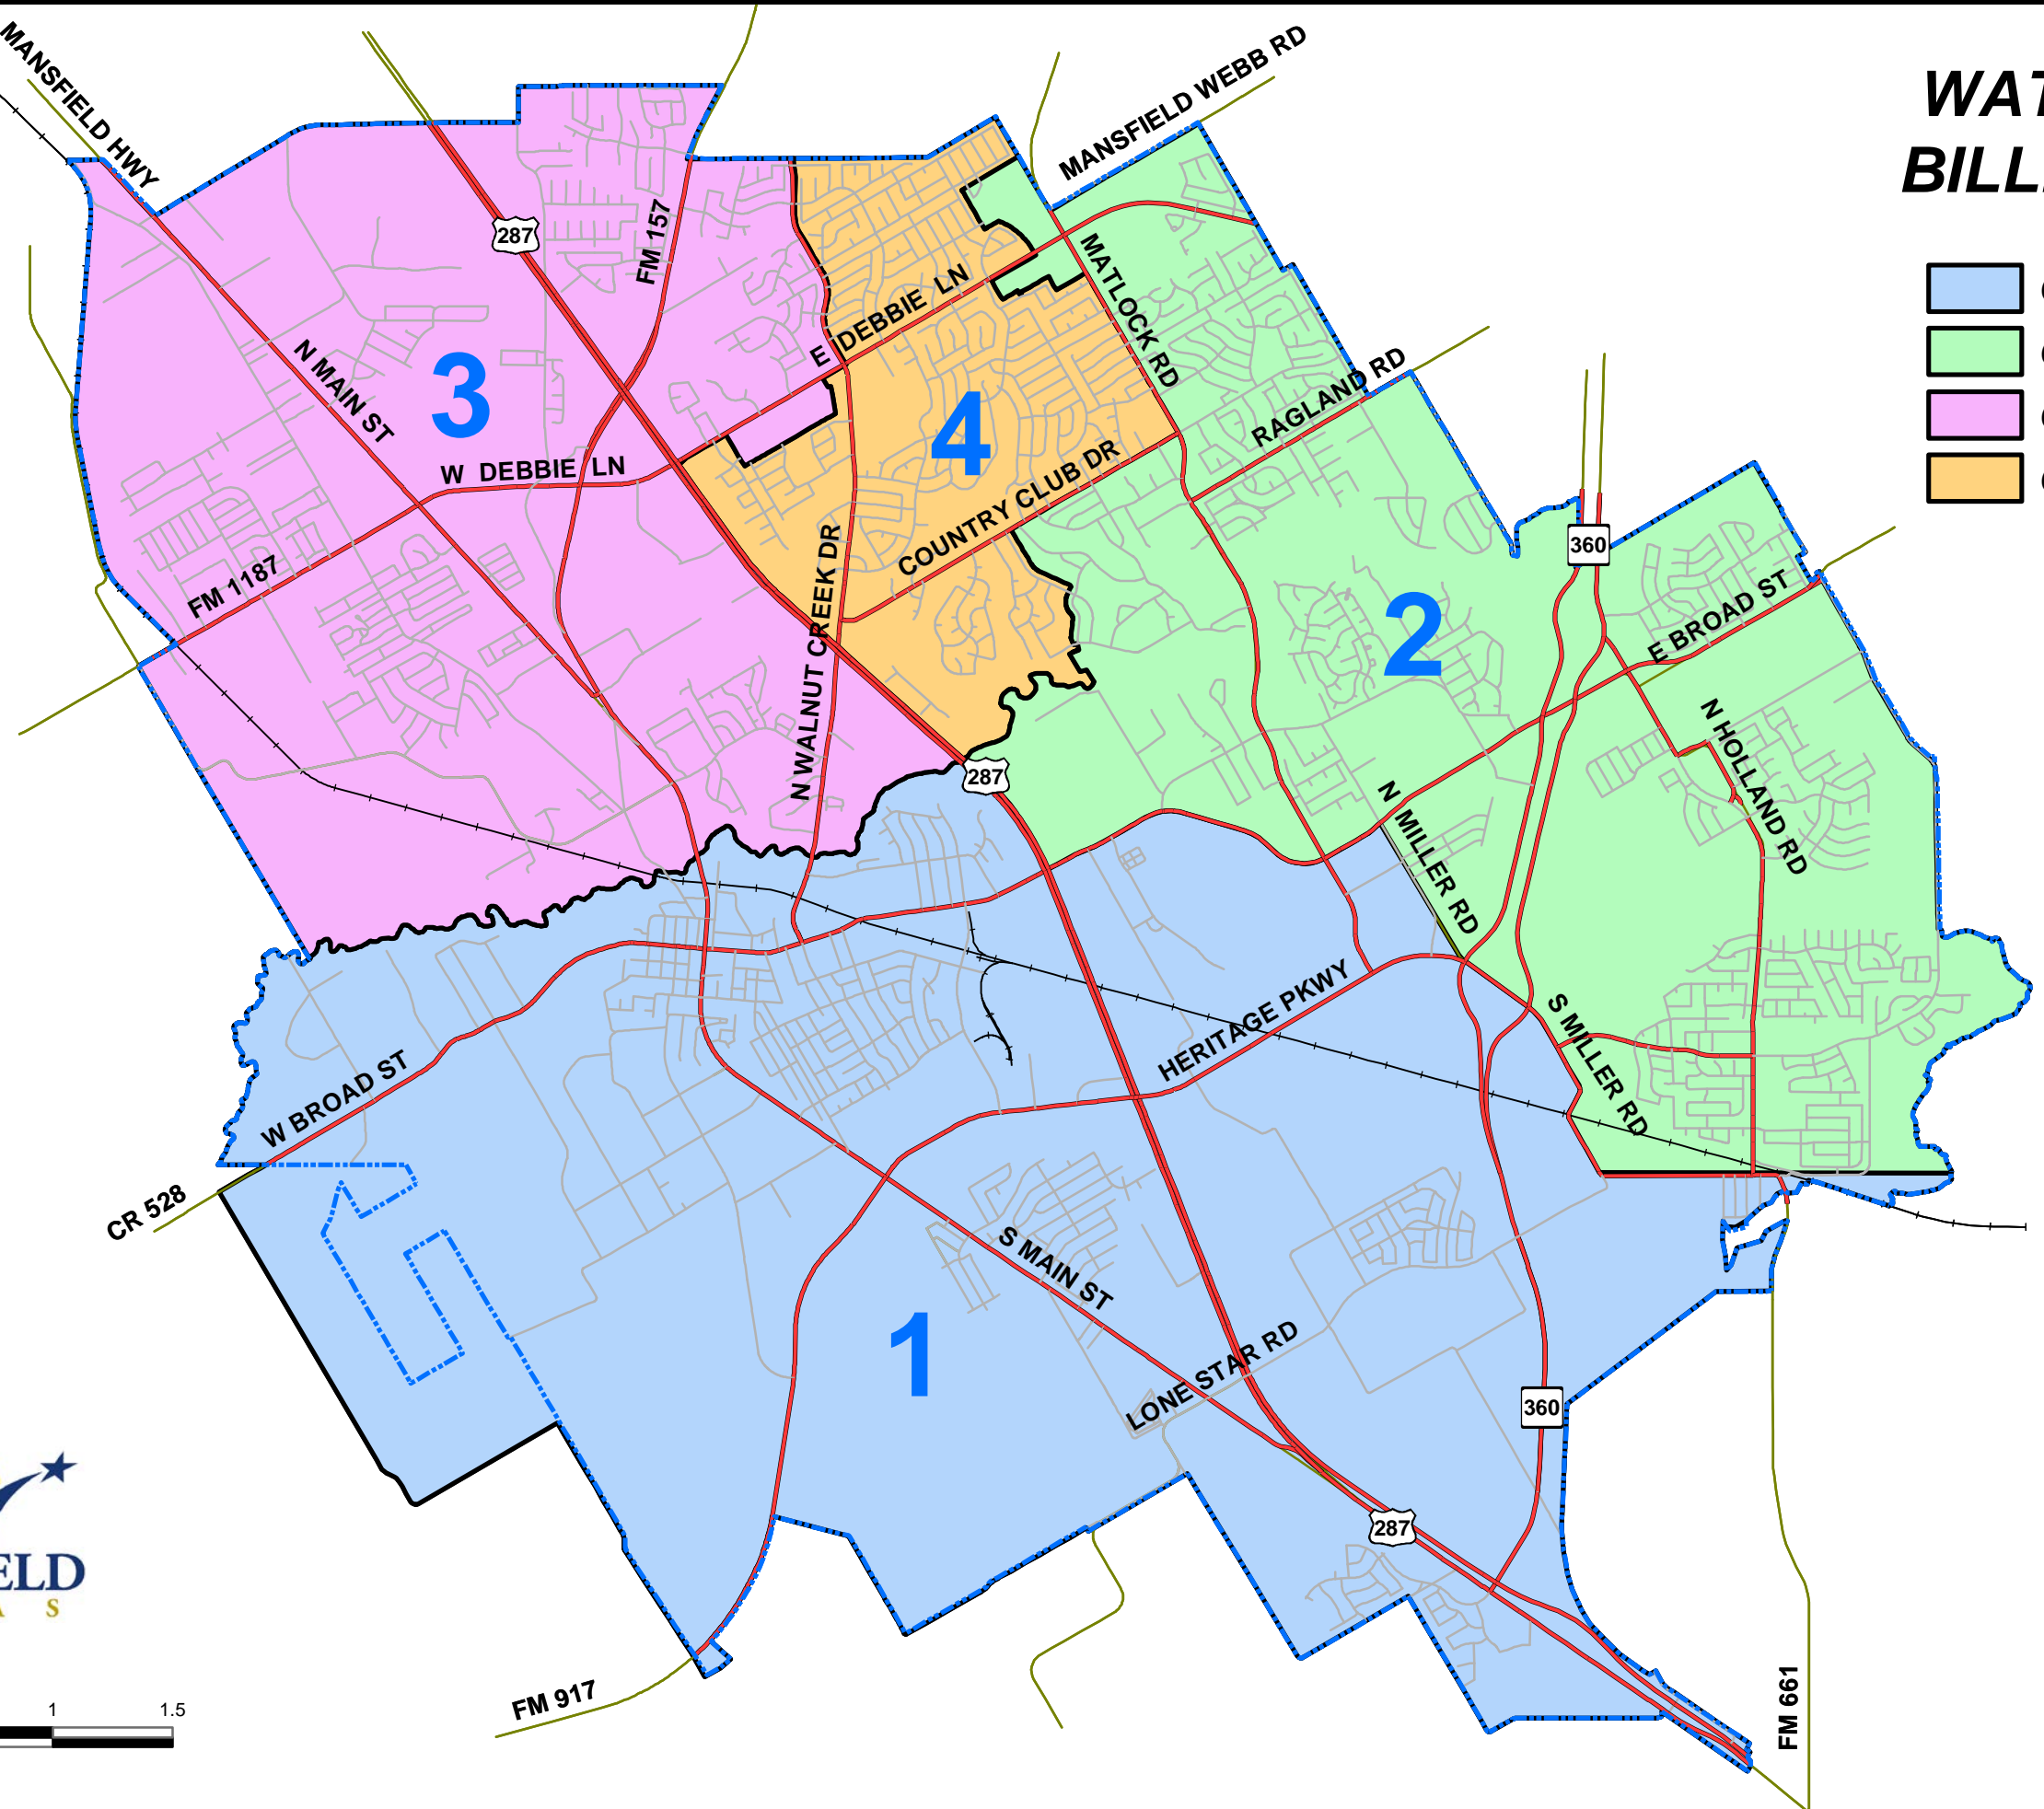 MANSFIELD HWY
MANSFIELD WEBB RD
WAT
BILL
287
FM 157
N MAIN ST
3
E DEBBIE LN
MATLOCK RD
RAGLAND RD
4
W DEBBIE LN
COUNTRY CLUB DR
360
FM 1187
N WALNUT CREEK DR
2
E BROAD ST
N HOLLAND RD
287
N MILLER RD
HERITAGE PKWY
S MILLER RD
W BROAD ST
CR 528
S MAIN ST
1
LONE STAR RD
360
287
ELD
A S
FM 917
FM 661
1
1.5